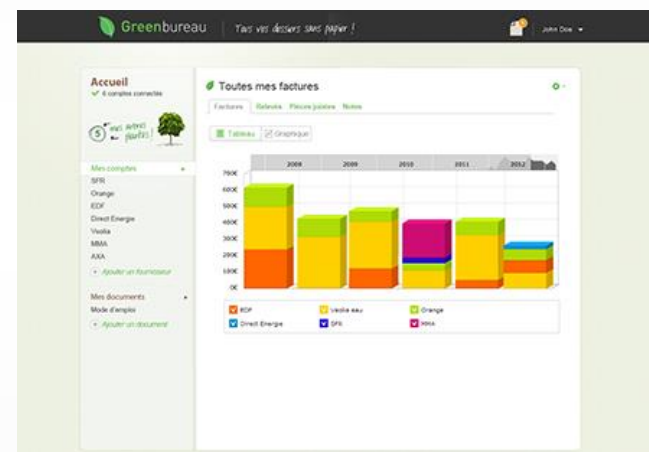 Greenbureau
Tous vos dossiers sans papier !
John Doe
Accueil
6 comptes connectés
5 mes arbres plantés !
Mes comptes
SFR
Orange
EDF
Direct Energie
Veolia
MMA
AXA
+ Ajouter un fournisseur
Mes documents
Mode d'emploi
+ Ajouter un document
Toutes mes factures
Factures Relevés Pièces jointes Notes
Tableau Graphique
2008 2009 2010 2011 2012
700€
600€
500€
400€
300€
200€
100€
0€
EDF Veolia eau Orange
Direct Energie SFR MMA